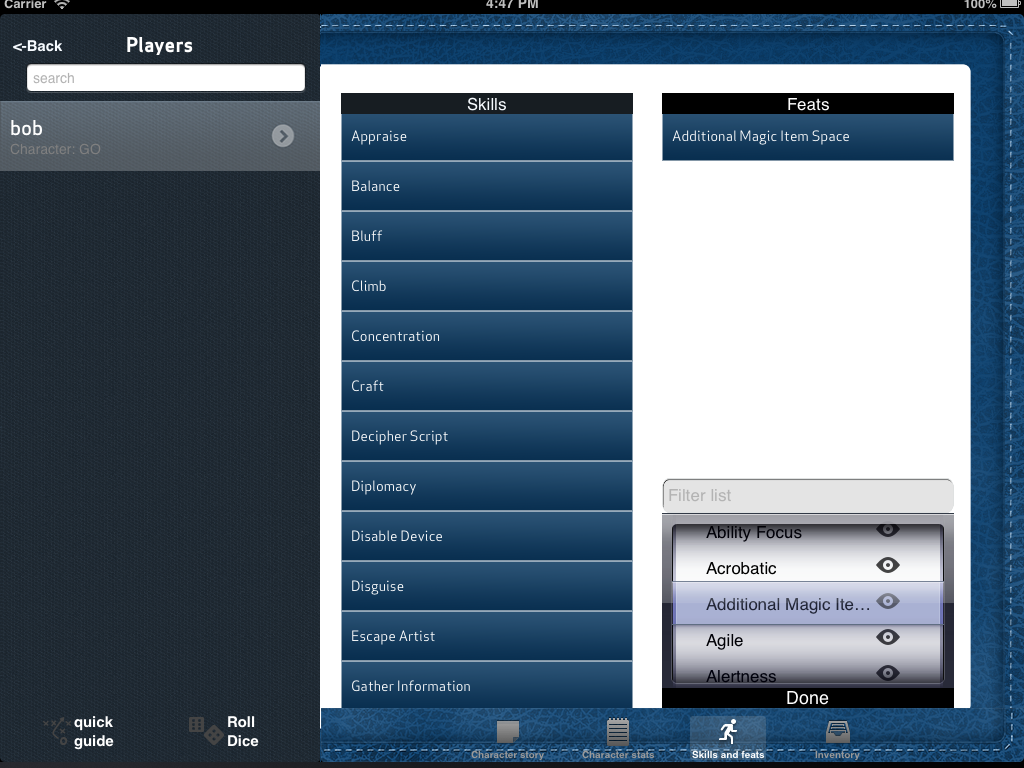 Carrier
4:47 PM
100%
<-Back
Players
search
bob
Character: GO
quick
guide
Roll
Dice
Skills
Appraise
Balance
Bluff
Climb
Concentration
Craft
Decipher Script
Diplomacy
Disable Device
Disguise
Escape Artist
Gather Information
Feats
Additional Magic Item Space
Filter list
Ability Focus
Acrobatic
Additional Magic Ite...
Agile
Alertness
Done
Character story
Character stats
Skills and feats
Inventory